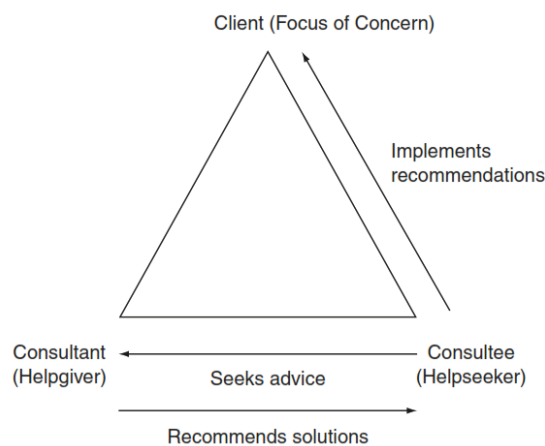 Client (Focus of Concern)
Implements
recommendations
Consultant
(Helpgiver)
Seeks advice
Consultee
(Helpseeker)
Recommends solutions